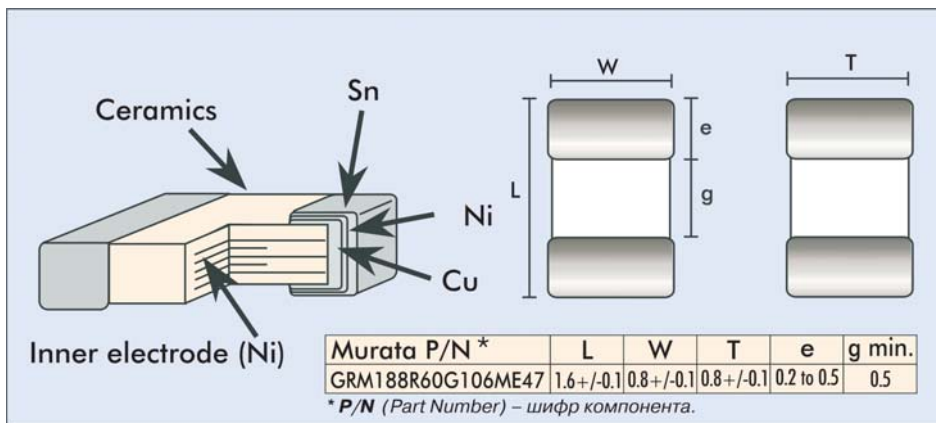 Ceramics
Sn
Ni
Cu
Inner electrode (Ni)
W
L
e
g
T
Murata P/N * L W T e g min.
GRM188R60G106ME47 1.6+/-0.1 0.8+/-0.1 0.8+/-0.1 0.2 to 0.5 0.5
* P/N (Part Number) – шифр компонента.